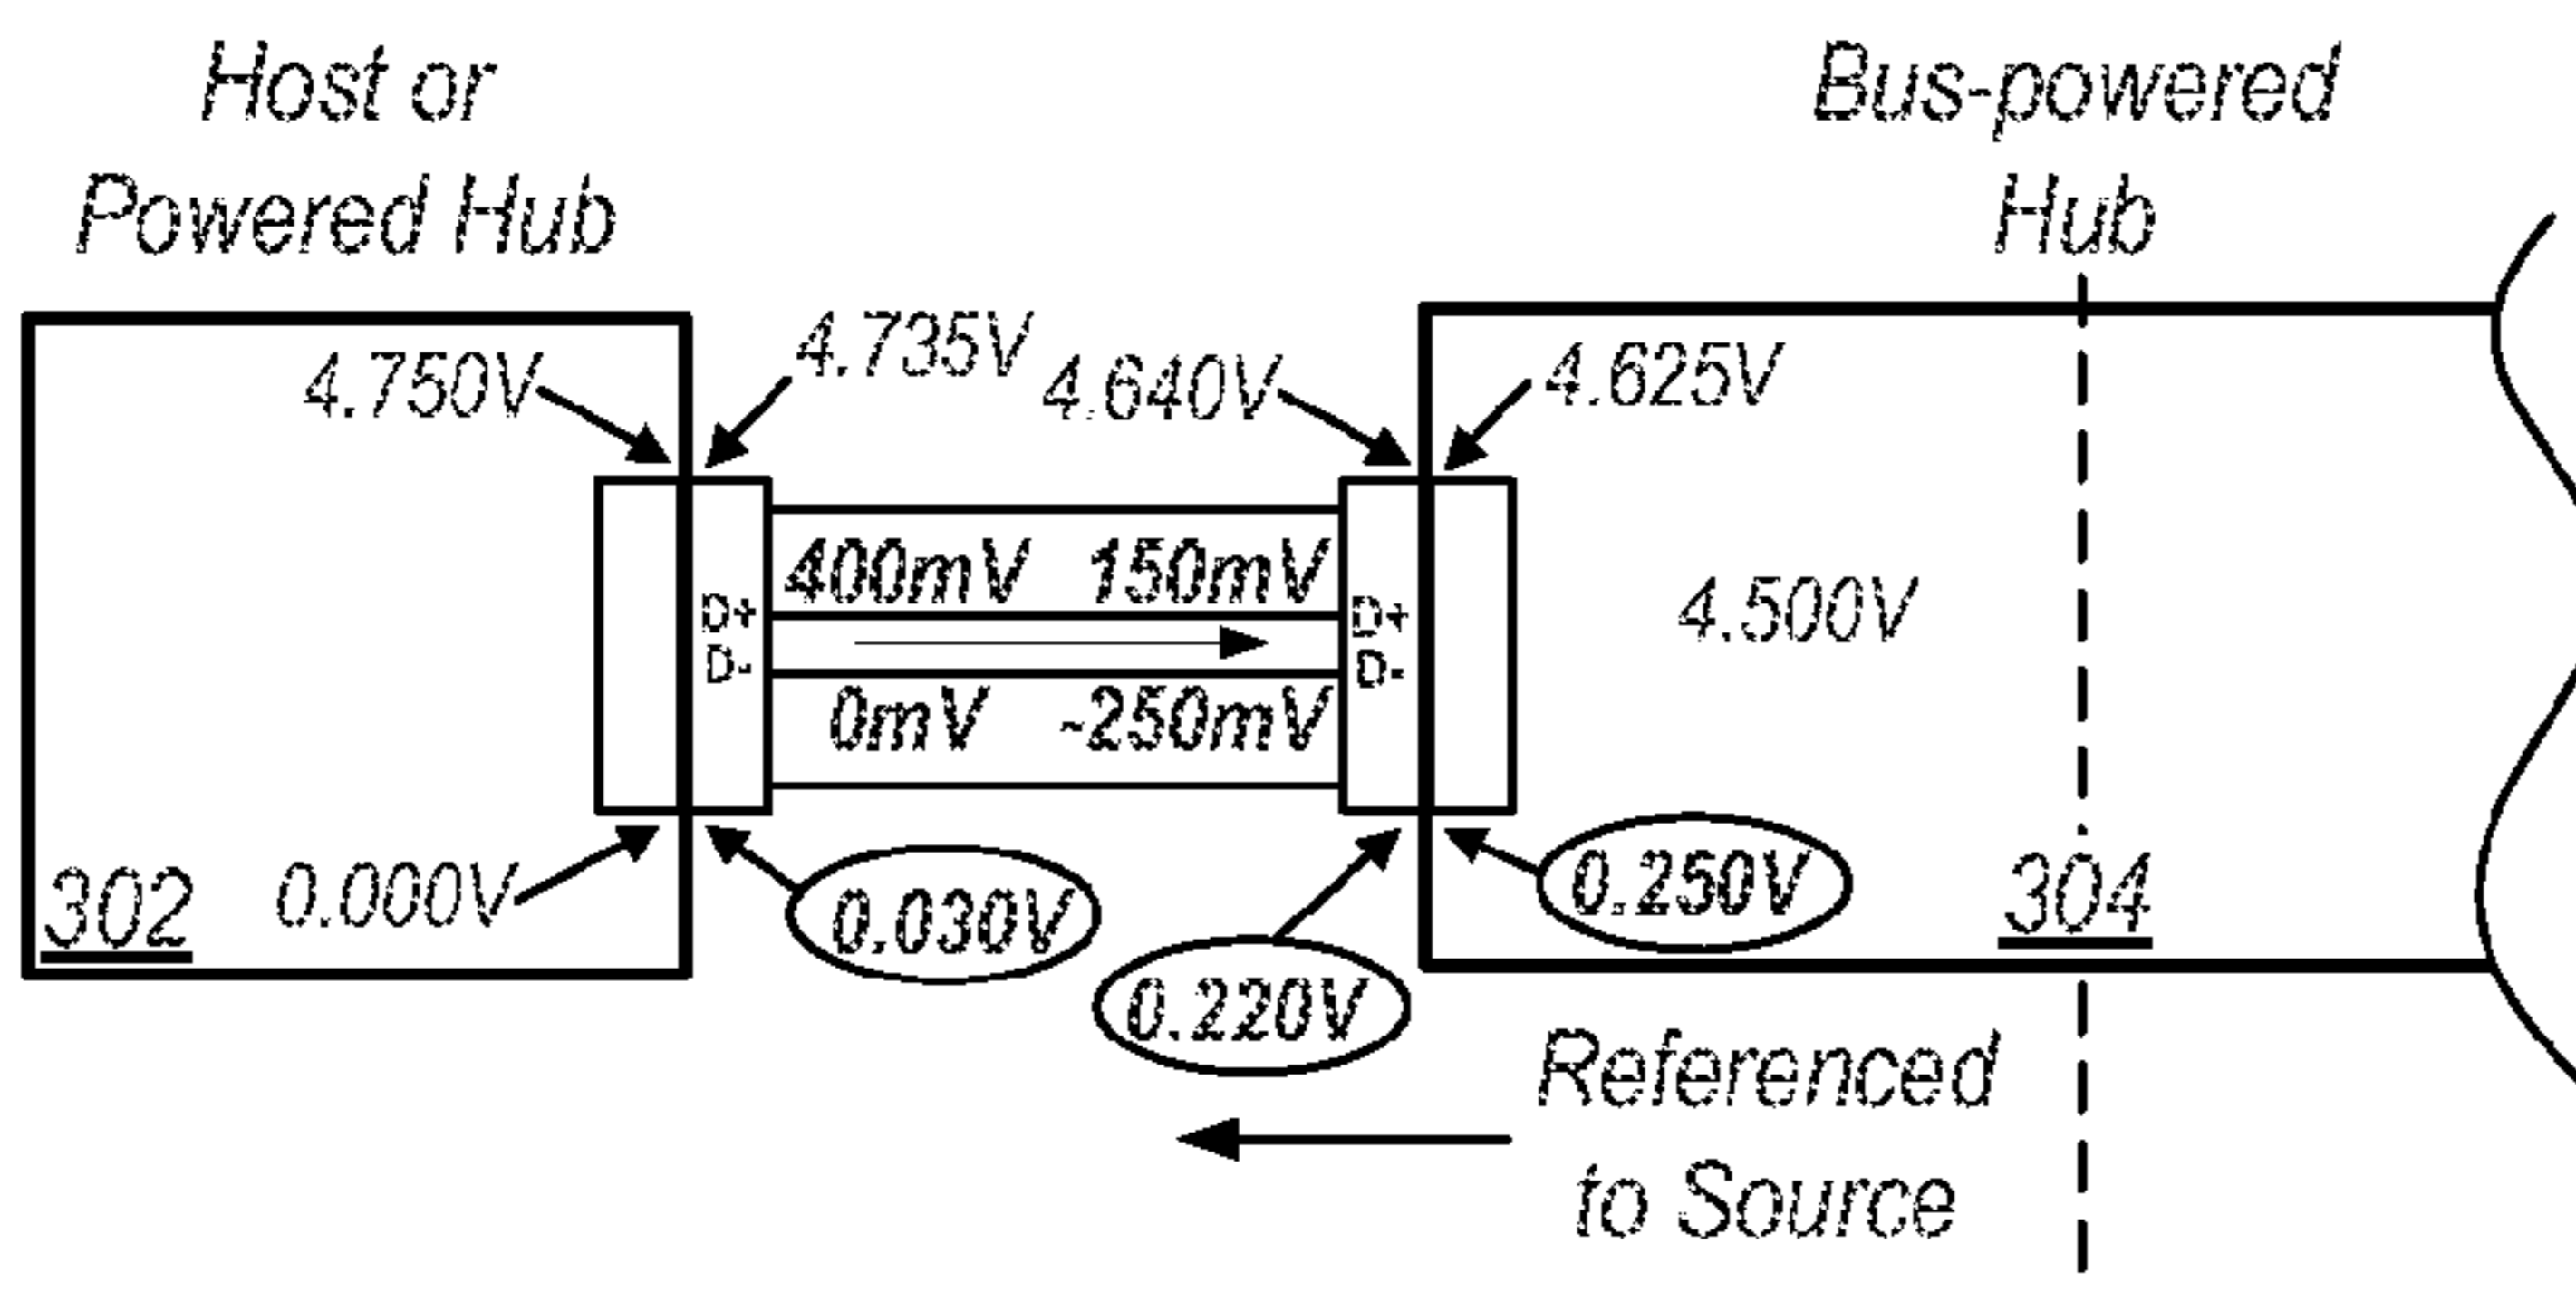 Host or
Powered Hub
Bus-powered
Hub
4.750V
4.735V
4.640V
4.625V
400mV
150mV
D+
D-
D+
D-
4.500V
0mV
-250mV
302
0.000V
0.030V
0.220V
0.250V
304
Referenced
to Source